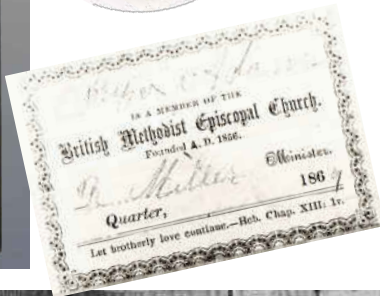 IS A MEMBER OF THE
British Methodist Episcopal Church.
Founded A. D. 1856.
Miller Minister.
Quarter, 186
Let brotherly love continue.—Heb. Chap. XIII: 1v.